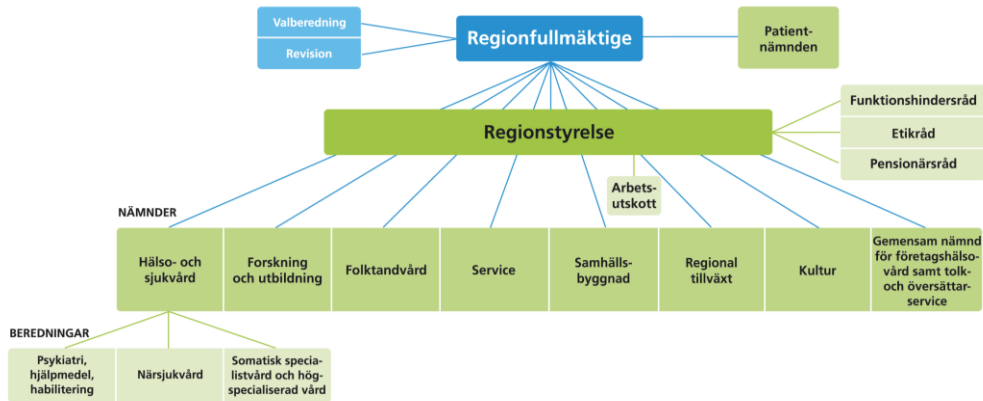 Valberedning
Revision
Regionfullmäktige
Patient-
nämnden
Regionstyrelse
Funktionshindersråd
Etikråd
Pensionärsråd
Arbets-
utskott
NÄMNDER
Hälso- och
sjukvård
Forskning
och utbildning
Folktandvård
Service
Samhälls-
byggnad
Regional
tillväxt
Kultur
Gemensam nämnd
för företagshälso-
vård samt tolk-
och översättar-
service
BEREDNINGAR
Psykiatri,
hjälpmedel,
habilitering
Närsjukvård
Somatisk specia-
listvård och hög-
specialiserad vård